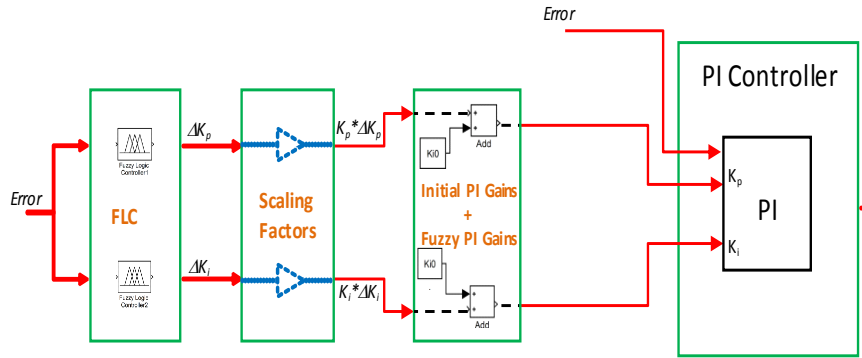 Error
Error
FLC
Fuzzy Logic
Controller1
Fuzzy Logic
Controller2
ΔKp
ΔKi
Scaling
Factors
Kp*ΔKp
Ki*ΔKi
Ki0
Add
Initial PI Gains
+
Fuzzy PI Gains
Ki0
Add
PI Controller
Kp
PI
Ki